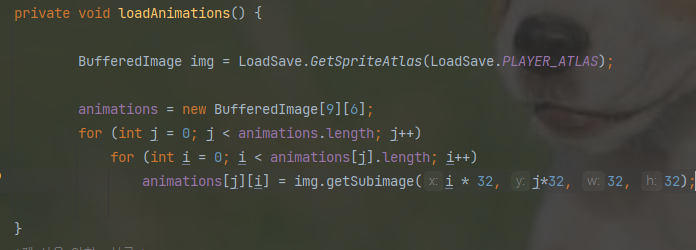 private void loadAnimations() {
BufferedImage img = LoadSave.GetSpriteAtlas(LoadSave.PLAYER_ATLAS);
animations = new BufferedImage[9][6];
for (int j = 0; j < animations.length; j++)
for (int i = 0; i < animations[j].length; i++)
animations[j][i] = img.getSubimage( x: i * 32, y: j*32, w: 32, h: 32);
}